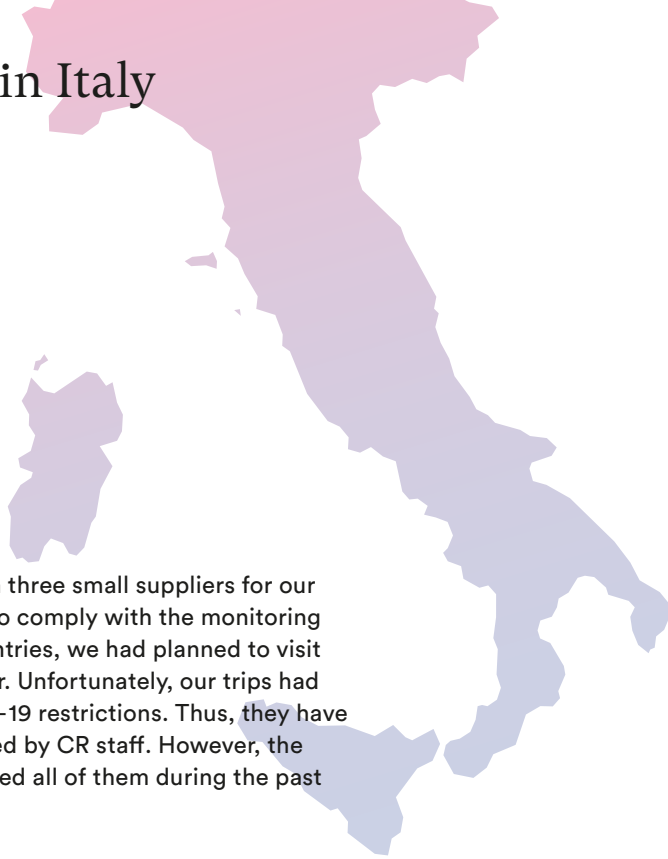 in Italy
three small suppliers for our
o comply with the monitoring
ntries, we had planned to visit
r. Unfortunately, our trips had
-19 restrictions. Thus, they have
ed by CR staff. However, the
ed all of them during the past